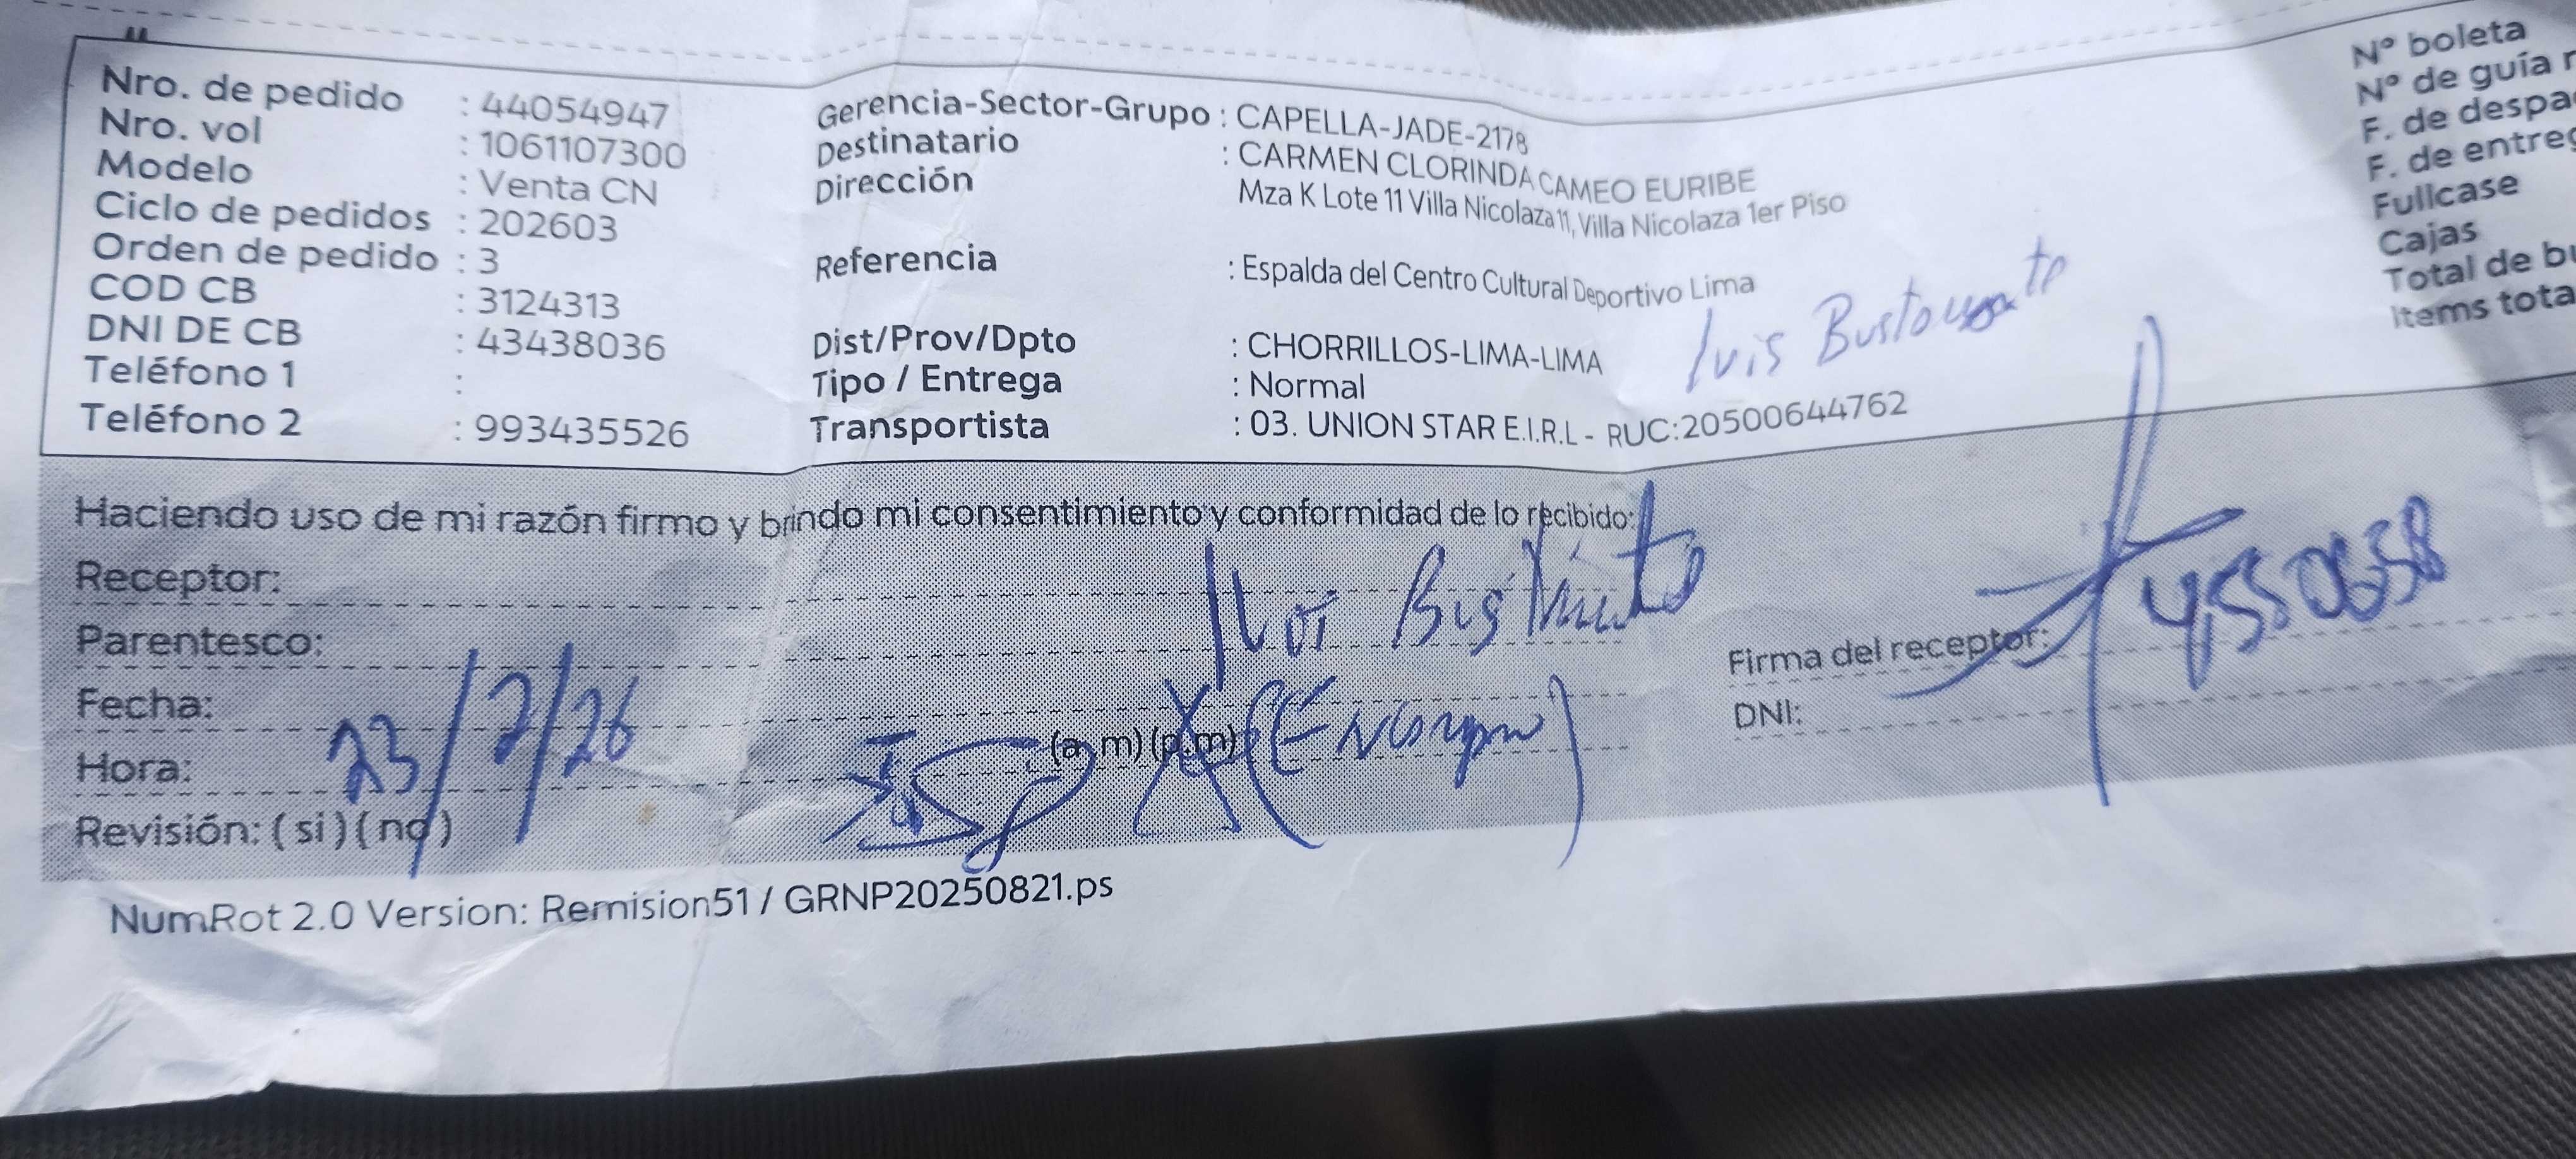 Nro. de pedido : 44054947
Nro. vol : 1061107300
Modelo : Venta CN
Ciclo de pedidos : 202603
Orden de pedido : 3
COD CB : 3124313
DNI DE CB : 43438036
Teléfono 1 :
Teléfono 2 : 993435526
Gerencia-Sector-Grupo : CAPELLA-JADE-2178
Destinatario : CARMEN CLORINDA CAMEO EURIBE
Dirección Mza K Lote 11 Villa Nicolaza 11, Villa Nicolaza 1er Piso
Referencia : Espalda del Centro Cultural Deportivo Lima
Dist/Prov/Dpto : CHORRILLOS-LIMA-LIMA
Tipo / Entrega : Normal
Transportista : 03. UNION STAR E.I.R.L - RUC:20500644762
Luis
N° boleta
N° de guía
F. de
F. de
Fullcase
Cajas
Total de
Items
Haciendo uso de mi razón firmo y brindo mi consentimiento y conformidad de lo recibido:
Receptor:
Parentesco:
Fecha: 23/2/26
Hora: (a.m) (p.m)
Revisión: ( si ) ( no )
Firma del receptor:
DNI:
NumRot 2.0 Version: Remision51 / GRNP20250821.ps